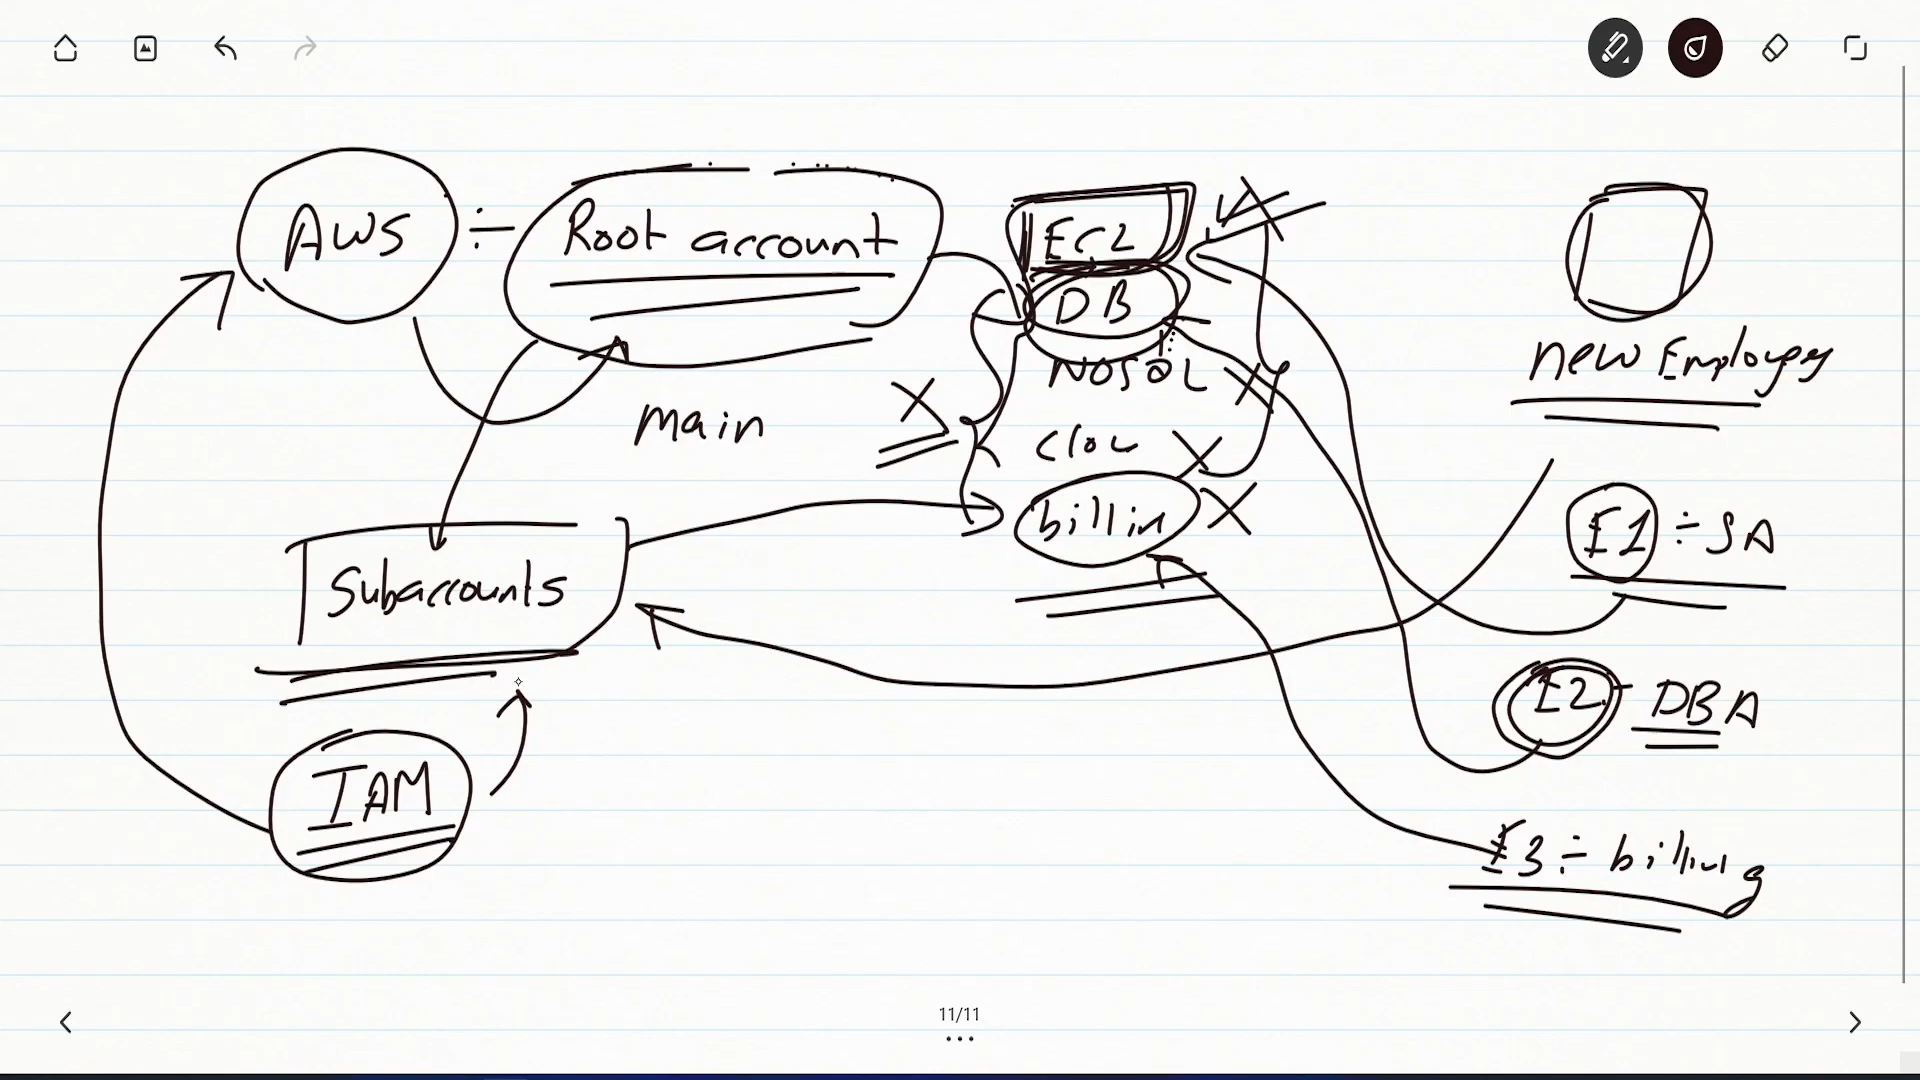 AWS ÷ Root account
EC2
DB
NOSQL
main
clou
billin
Subaccounts
IAM
new Employey
E1 ÷ SA
E2 - DBA
E3 ÷ billing
11/11